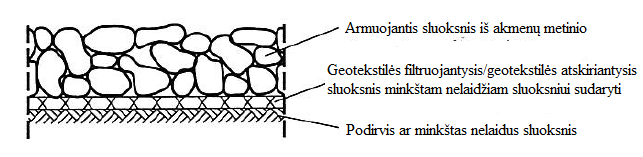 Armuojantis sluoksnis iš akmenų metinio
Geotekstilės filtruojantysis/geotekstilės atskiriantysis
sluoksnis minkštam nelaidžiam sluoksniui sudaryti
Podirvis ar minkštas nelaidus sluoksnis